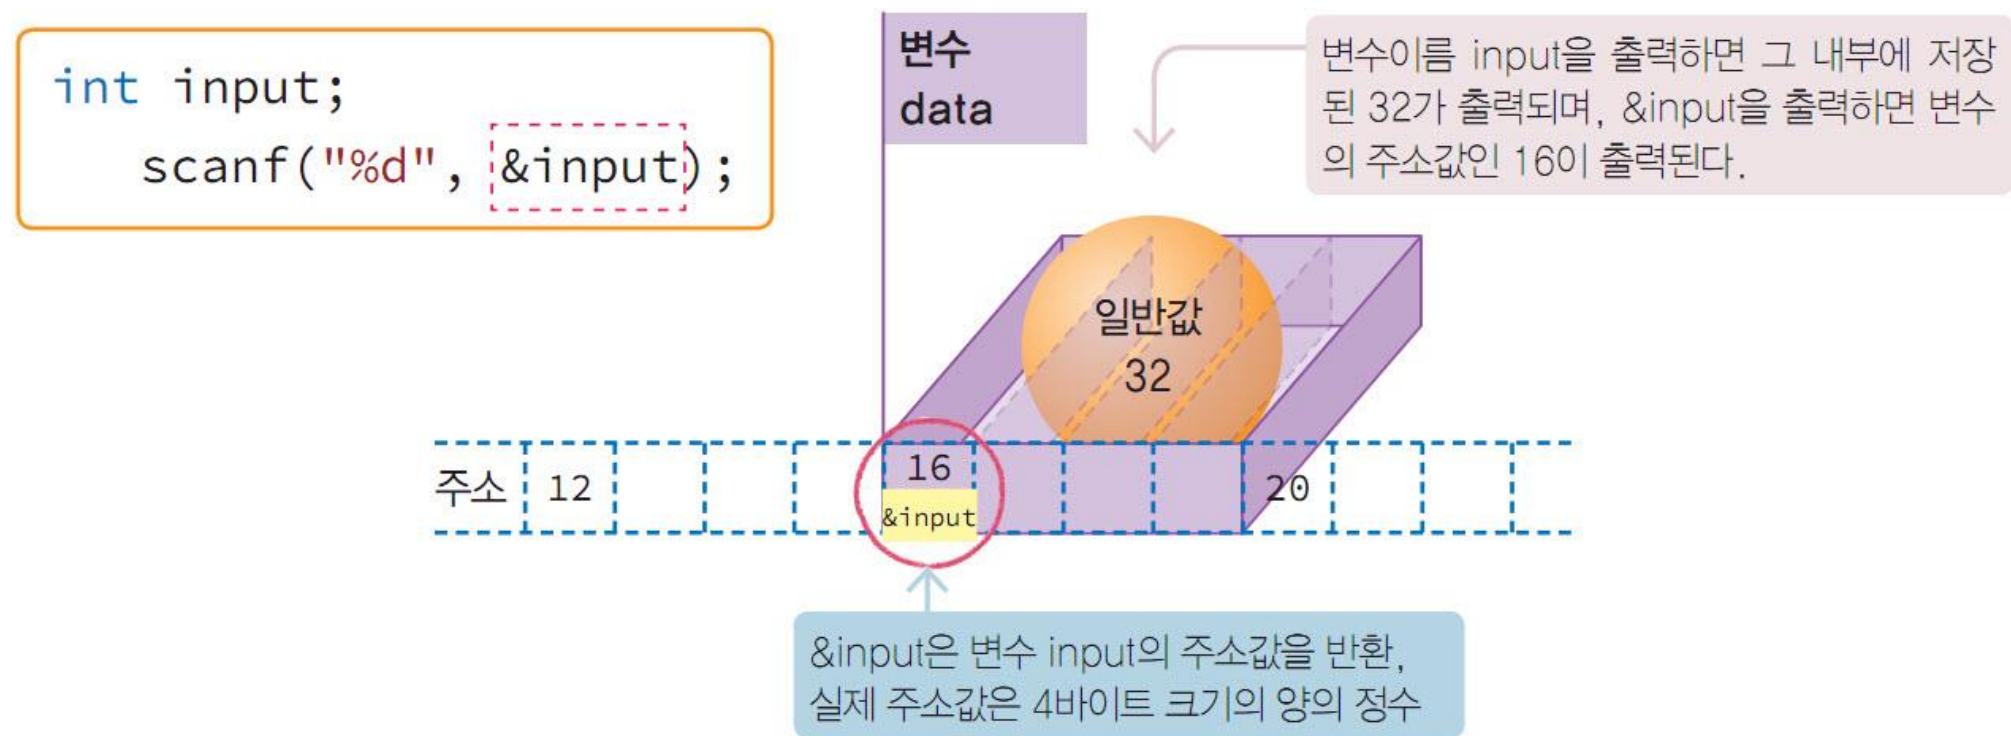 int input;
scanf("%d", &input);
변수
data
변수이름 input을 출력하면 그 내부에 저장
된 32가 출력되며, &input을 출력하면 변수
의 주소값인 16이 출력된다.
일반값
32
주소 12 16 20
&input
&input은 변수 input의 주소값을 반환,
실제 주소값은 4바이트 크기의 양의 정수